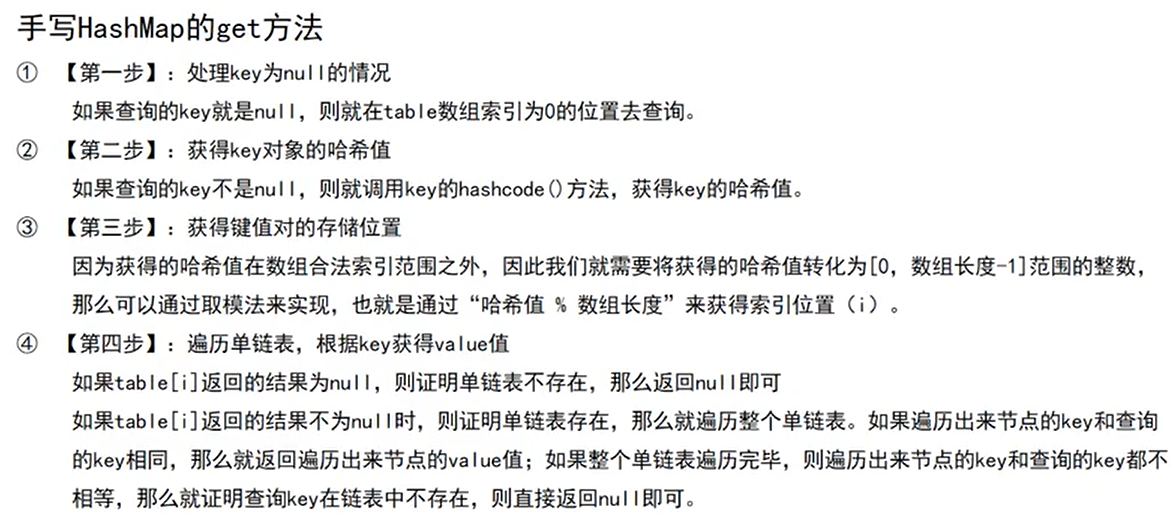 手写HashMap的get方法
① 【第一步】：处理key为null的情况
如果查询的key就是null，则就在table数组索引为0的位置去查询。
② 【第二步】：获得key对象的哈希值
如果查询的key不是null，则就调用key的hashcode()方法，获得key的哈希值。
③ 【第三步】：获得键值对的存储位置
因为获得的哈希值在数组合法索引范围之外，因此我们就需要将获得的哈希值转化为[0，数组长度-1]范围的整数，
那么可以通过取模法来实现，也就是通过“哈希值 % 数组长度”来获得索引位置（i）。
④ 【第四步】：遍历单链表，根据key获得value值
如果table[i]返回的结果为null，则证明单链表不存在，那么返回null即可
如果table[i]返回的结果不为null时，则证明单链表存在，那么就遍历整个单链表。如果遍历出来节点的key和查询
的key相同，那么就返回遍历出来节点的value值；如果整个单链表遍历完毕，则遍历出来节点的key和查询的key都不
相等，那么就证明查询key在链表中不存在，则直接返回null即可。